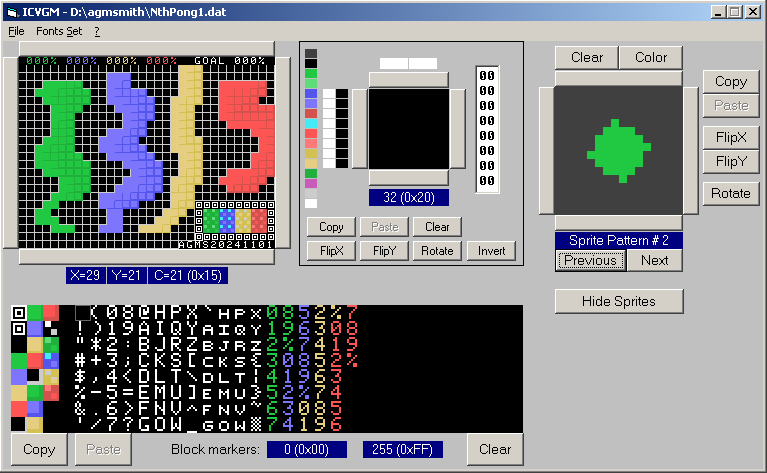 ICVGM - D:\agmsmith\NthPong1.dat
File Fonts Set ?
000% 000% 000% 000% GOAL 000%
AGMS20241101
X=29 Y=21 C=21 (0x15)
00
00
00
00
00
00
00
00
32 (0x20)
Copy Paste Clear
FlipX FlipY Rotate Invert
Clear Color
Sprite Pattern # 2
Previous Next
Hide Sprites
Copy
Paste
FlipX
FlipY
Rotate
(08@HPX`HPX0852%7
!)19AIQYAIQY196308
"*2:BJRZBJRZ2%7419
#+3;CKS[CKS{30852%
$,4<DLT\DLT|41963
%-5=EMU]EMU}52%74
&.6>FNV^FNV~63085
'/7?GOW_GOW74196
Copy Paste Block markers: 0 (0x00) 255 (0xFF) Clear